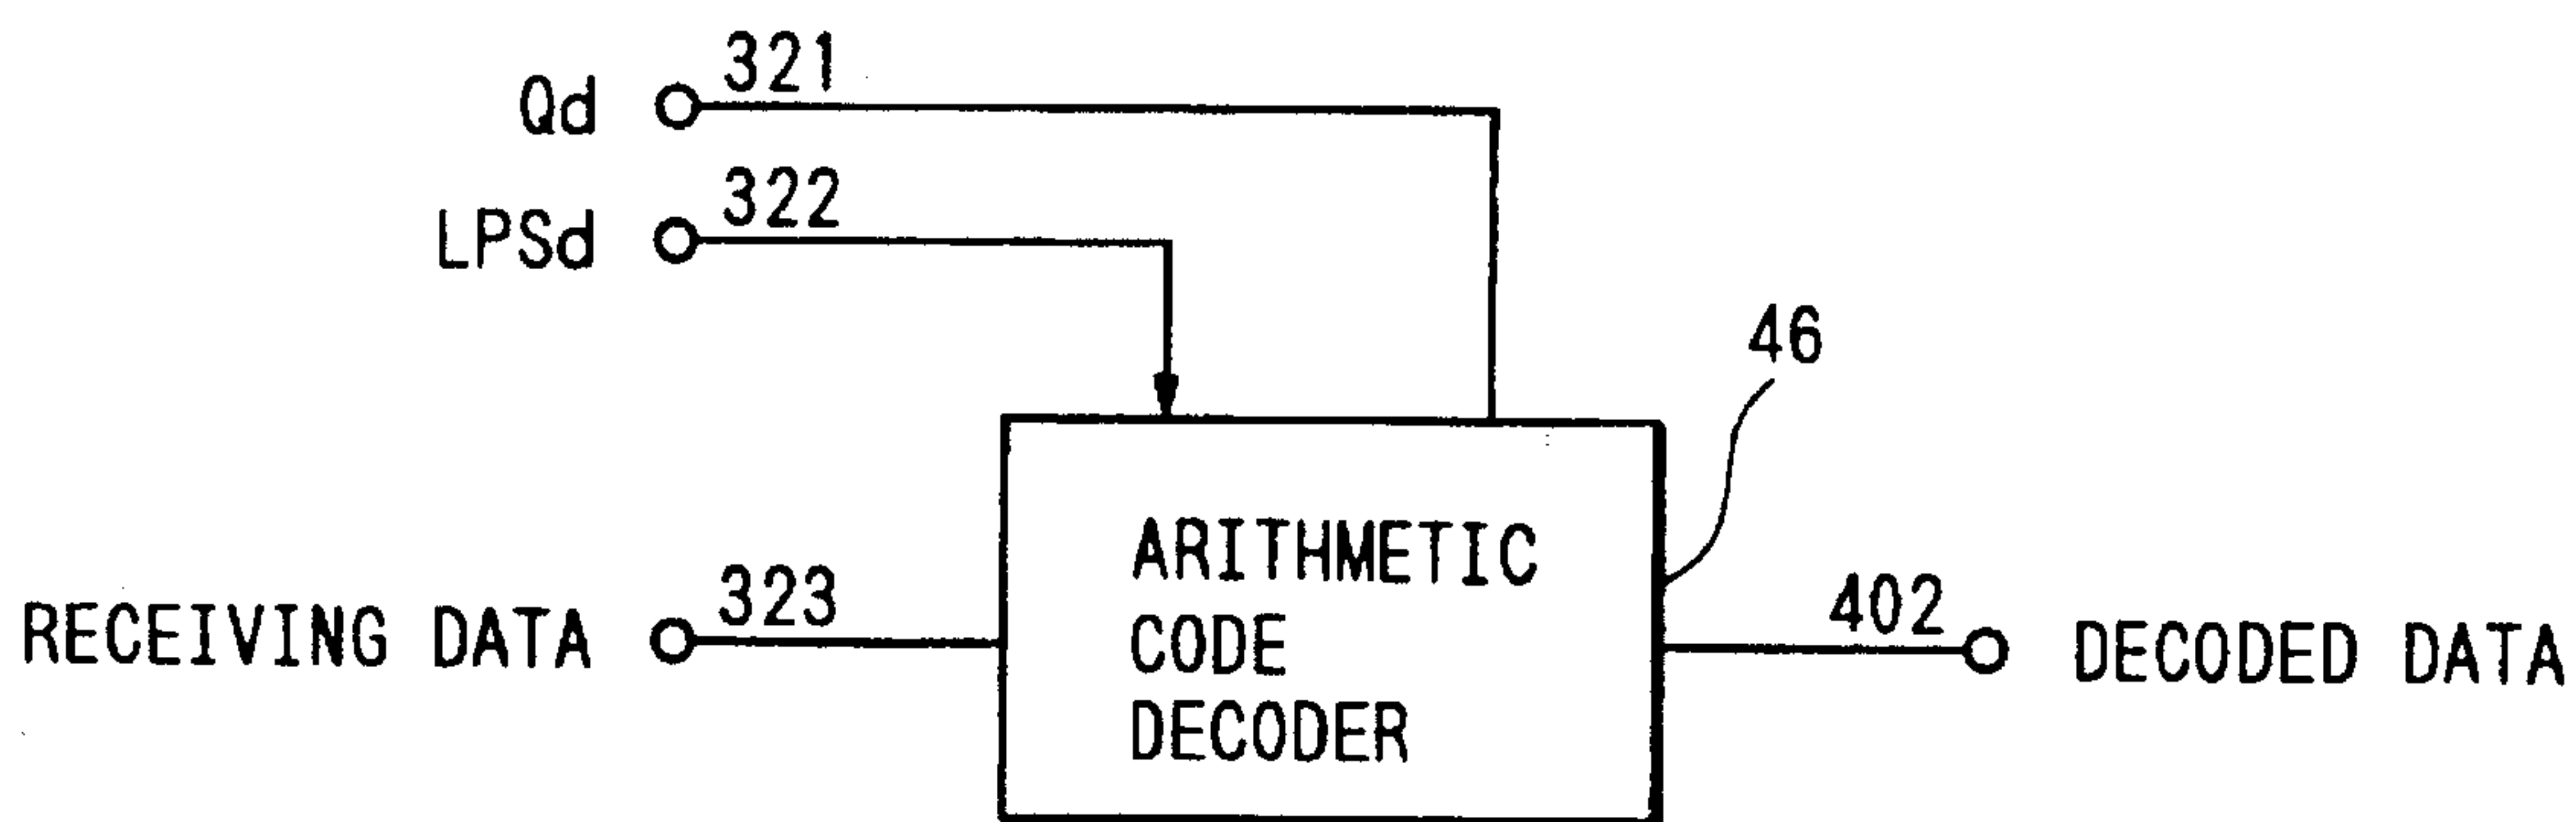 Qd 321
LPSd 322
46
RECEIVING DATA 323
ARITHMETIC
CODE
DECODER
402 DECODED DATA